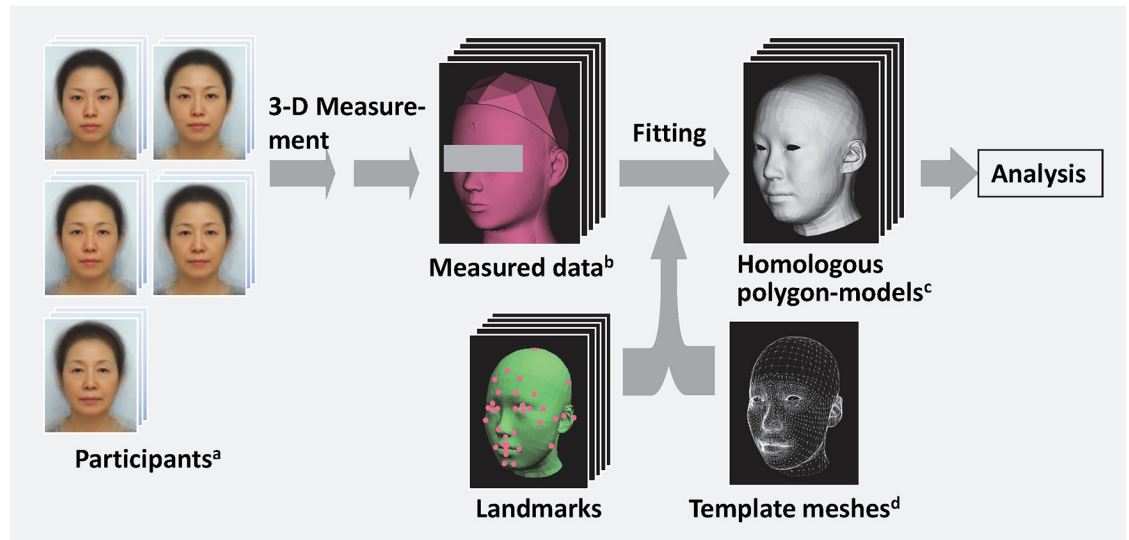 3-D Measure-
ment
Fitting
Analysis
Measured data^b
Homologous
polygon-models^c
Participants^a
Landmarks
Template meshes^d